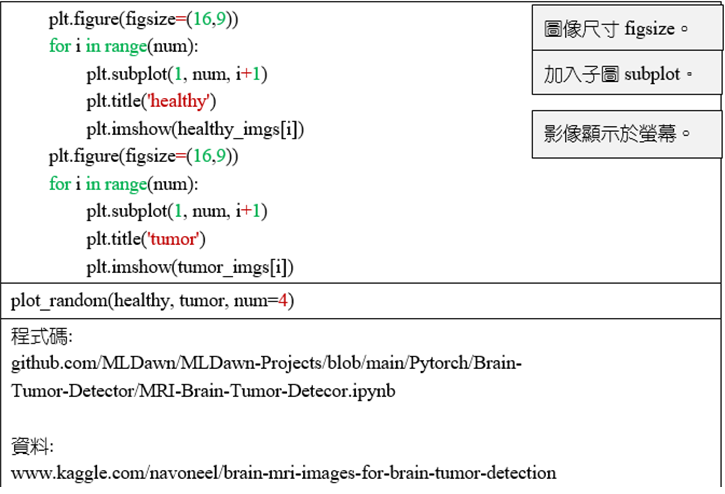 plt.figure(figsize=(16,9))
圖像尺寸 figsize。
for i in range(num):
plt.subplot(1, num, i+1)
加入子圖 subplot。
plt.title('healthy')
plt.imshow(healthy_imgs[i])
影像顯示於螢幕。
plt.figure(figsize=(16,9))
for i in range(num):
plt.subplot(1, num, i+1)
plt.title('tumor')
plt.imshow(tumor_imgs[i])
plot_random(healthy, tumor, num=4)
程式碼:
github.com/MLDawn/MLDawn-Projects/blob/main/Pytorch/Brain-
Tumor-Detector/MRI-Brain-Tumor-Detecor.ipynb
資料:
www.kaggle.com/navoneel/brain-mri-images-for-brain-tumor-detection